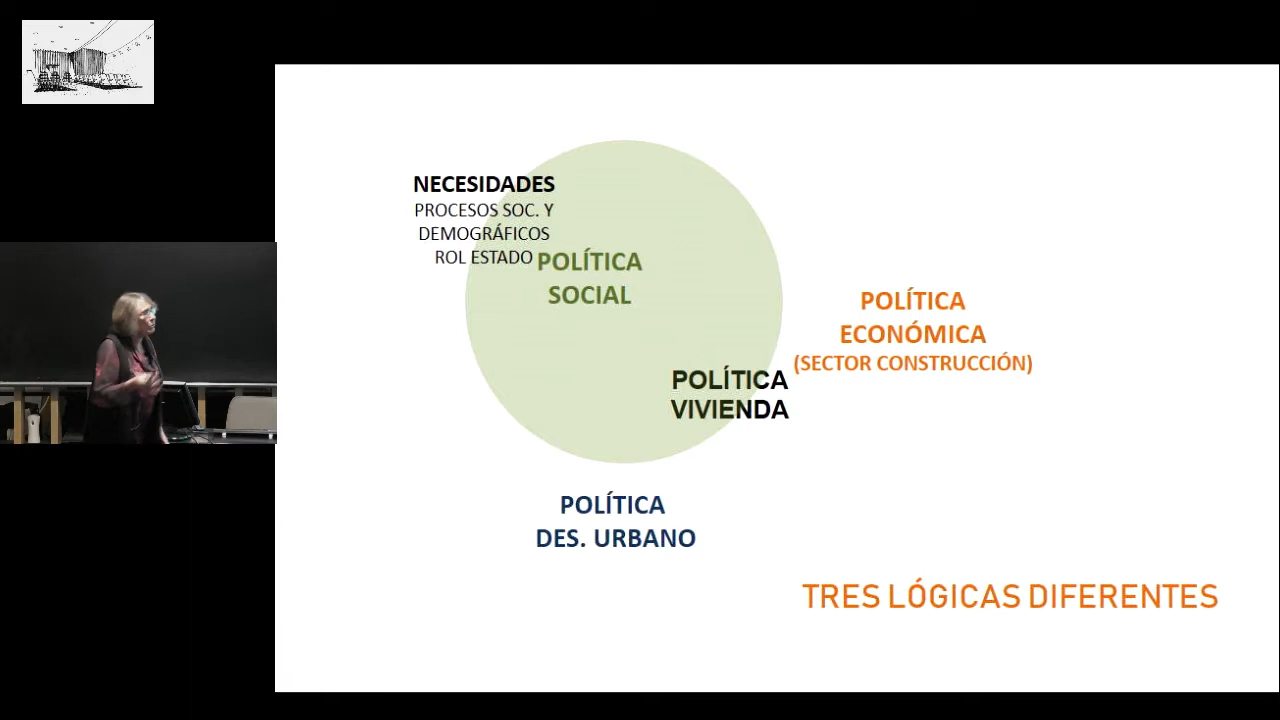 NECESIDADES
PROCESOS SOC. Y
DEMOGRÁFICOS
ROL ESTADO
POLÍTICA
SOCIAL
POLÍTICA
ECONÓMICA
(SECTOR CONSTRUCCIÓN)
POLÍTICA
VIVIENDA
POLÍTICA
DES. URBANO
TRES LÓGICAS DIFERENTES